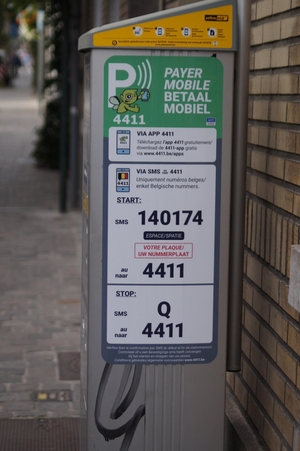 P
PAYER
MOBILE
BETAAL
MOBIEL
4411
VIA APP 4411
Téléchargez l'app 4411 gratuitement/
download de 4411-app gratis
via www.4411.be/apps
4411
VIA SMS 4411
Uniquement numéros belges/
enkel Belgische nummers
START:
SMS 140174
ESPACE/SPATIE
VOTRE PLAQUE/
UW NUMMERPLAAT
au
naar 4411
STOP:
SMS Q
au
naar 4411